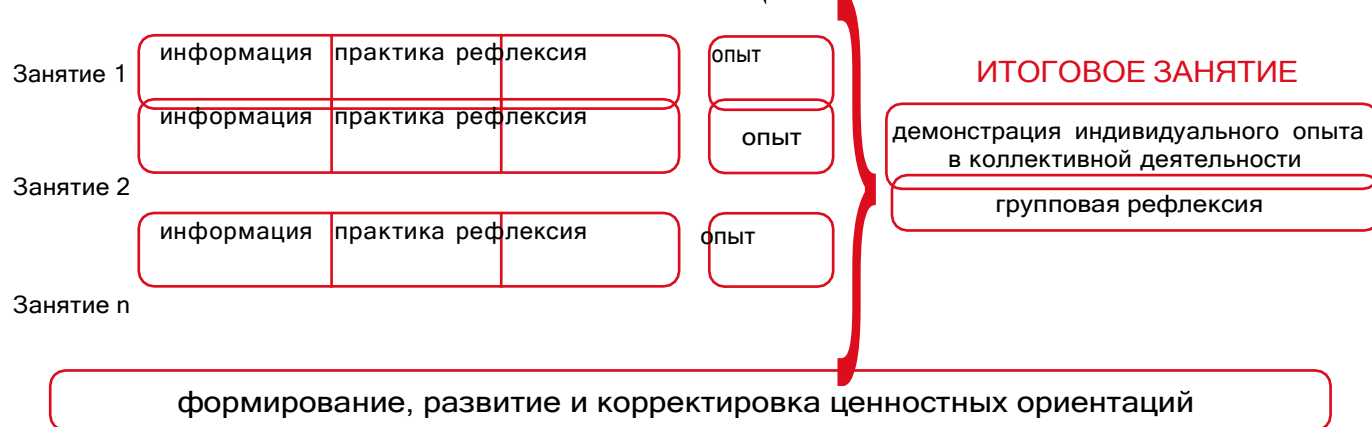 информация практика рефлексия опыт
Занятие 1
ИТОГОВОЕ ЗАНЯТИЕ
информация практика рефлексия опыт
демонстрация индивидуального опыта
в коллективной деятельности
Занятие 2
групповая рефлексия
информация практика рефлексия опыт
Занятие n
формирование, развитие и корректировка ценностных ориентаций